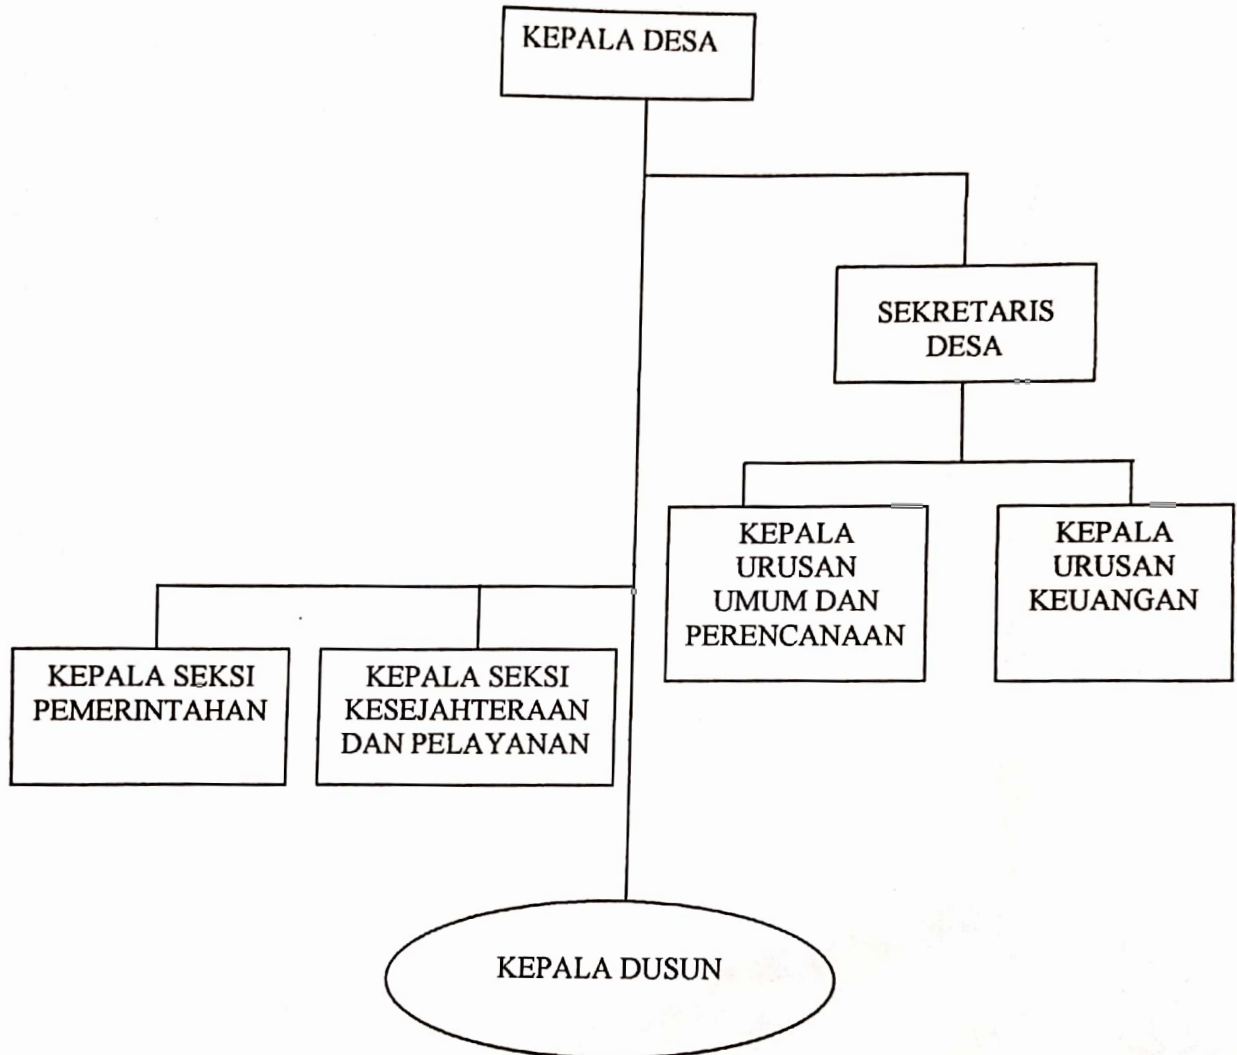 KEPALA DESA
SEKRETARIS
DESA
KEPALA
URUSAN
UMUM DAN
PERENCANAAN
KEPALA
URUSAN
KEUANGAN
KEPALA SEKSI
PEMERINTAHAN
KEPALA SEKSI
KESEJAHTERAAN
DAN PELAYANAN
KEPALA DUSUN